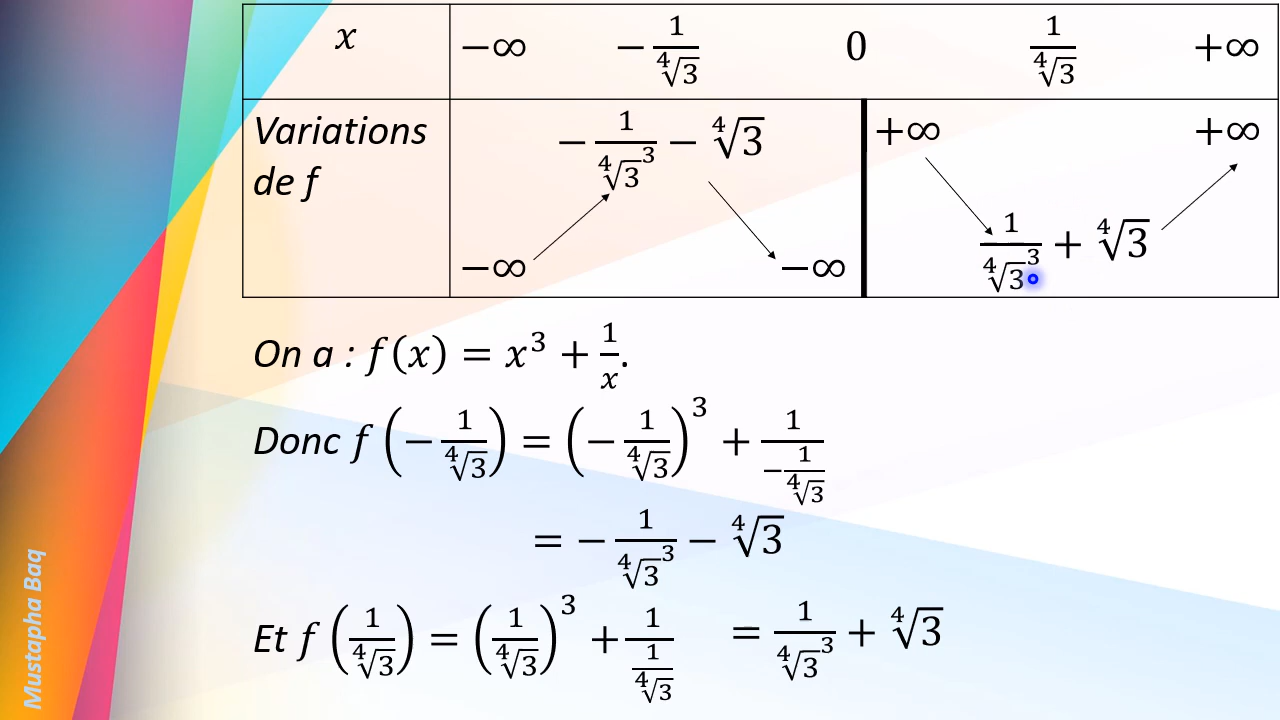 x −∞ −1/∜3 0 1/∜3 +∞
Variations de f
−1/∜3³ − ∜3 +∞ +∞
−∞ −∞ 1/∜3³ + ∜3
On a : f(x) = x³ + 1/x.
Donc f(−1/∜3) = (−1/∜3)³ + 1/(−1/∜3)
= −1/∜3³ − ∜3
Et f(1/∜3) = (1/∜3)³ + 1/(1/∜3) = 1/∜3³ + ∜3
Mustapha Baq